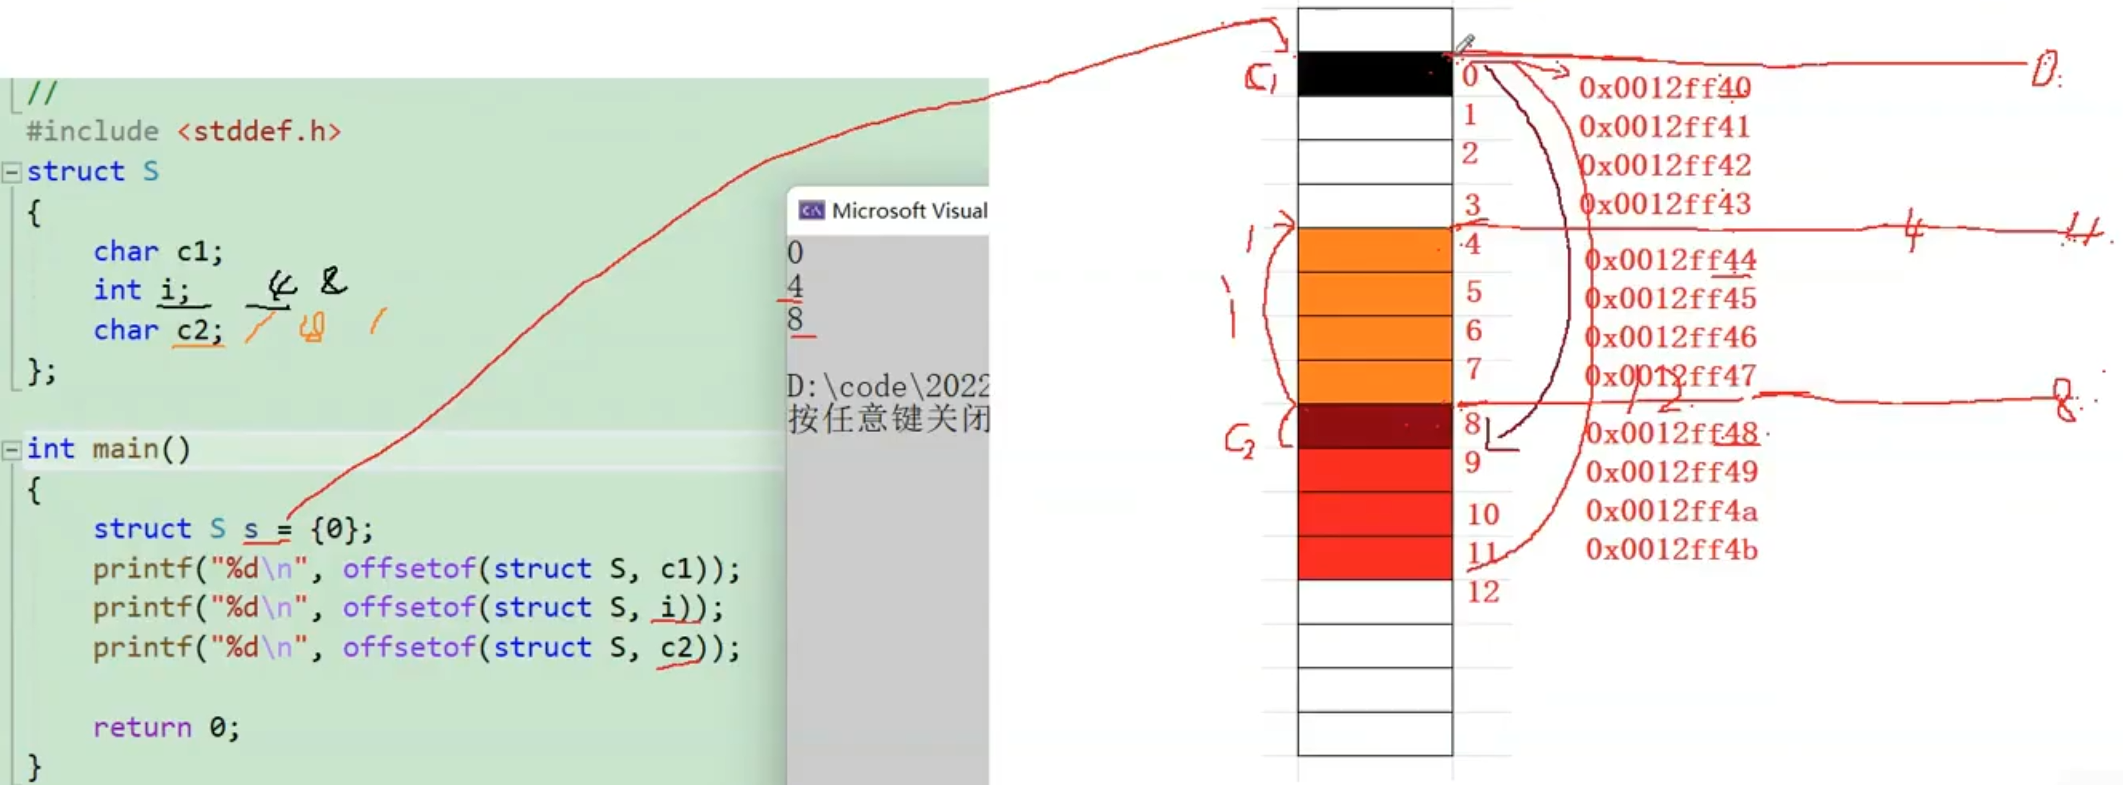 //
#include <stddef.h>
struct S
{
char c1;
int i; 4 8
char c2; 1
};
int main()
{
struct S s = {0};
printf("%d\n", offsetof(struct S, c1));
printf("%d\n", offsetof(struct S, i));
printf("%d\n", offsetof(struct S, c2));
return 0;
}
Microsoft Visual
0
4
8
D:\code\2022
按任意键关闭
C1
i
C2
0
1
2
3
4
5
6
7
8
9
10
11
12
0x0012ff40
0x0012ff41
0x0012ff42
0x0012ff43
0x0012ff44
0x0012ff45
0x0012ff46
0x0012ff47
0x0012ff48
0x0012ff49
0x0012ff4a
0x0012ff4b
12
0
4 4
8